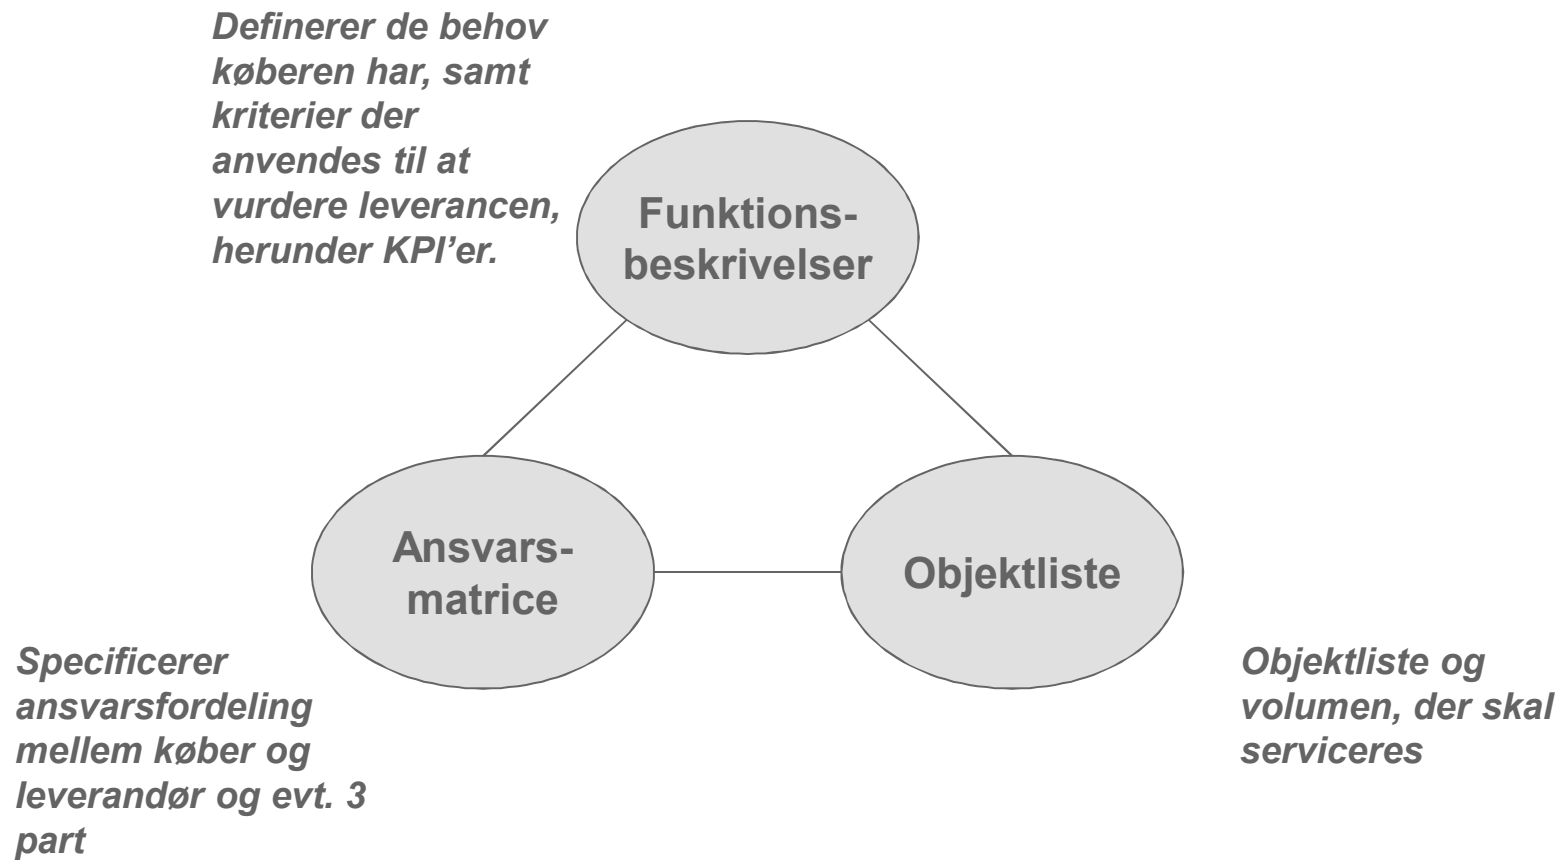 Definerer de behov
køberen har, samt
kriterier der
anvendes til at
vurdere leverancen,
herunder KPI’er.
Funktions-
beskrivelser
Ansvars-
matrice
Objektliste
Specificerer
ansvarsfordeling
mellem køber og
leverandør og evt. 3
part
Objektliste og
volumen, der skal
serviceres